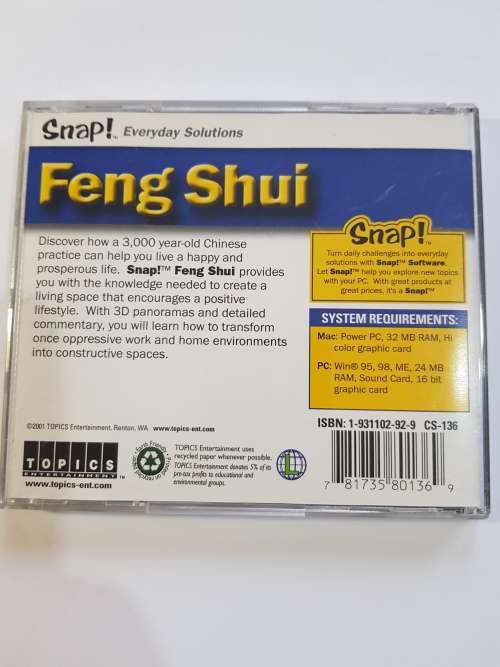 Snap!™ Everyday Solutions
Feng Shui
Discover how a 3,000 year-old Chinese
practice can help you live a happy and
prosperous life. Snap!™ Feng Shui provides
you with the knowledge needed to create a
living space that encourages a positive
lifestyle. With 3D panoramas and detailed
commentary, you will learn how to transform
once oppressive work and home environments
into constructive spaces.
Snap!™
Turn daily challenges into everyday
solutions with Snap!™ Software.
Let Snap!™ help you explore new topics
with your PC. With great products at
great prices, it's a Snap!™
SYSTEM REQUIREMENTS:
Mac: Power PC, 32 MB RAM, Hi
color graphic card
PC: Win® 95, 98, ME, 24 MB
RAM, Sound Card, 16 bit
graphic card
©2001 TOPICS Entertainment. Renton, WA www.topics-ent.com
TOPICS
ENTERTAINMENT™
www.topics-ent.com
TOPICS Entertainment uses
recycled paper whenever possible.
TOPICS Entertainment donates 5% of its
pre-tax profits to educational and
environmental groups.
ISBN: 1-931102-92-9 CS-136
7 81735 80136 9